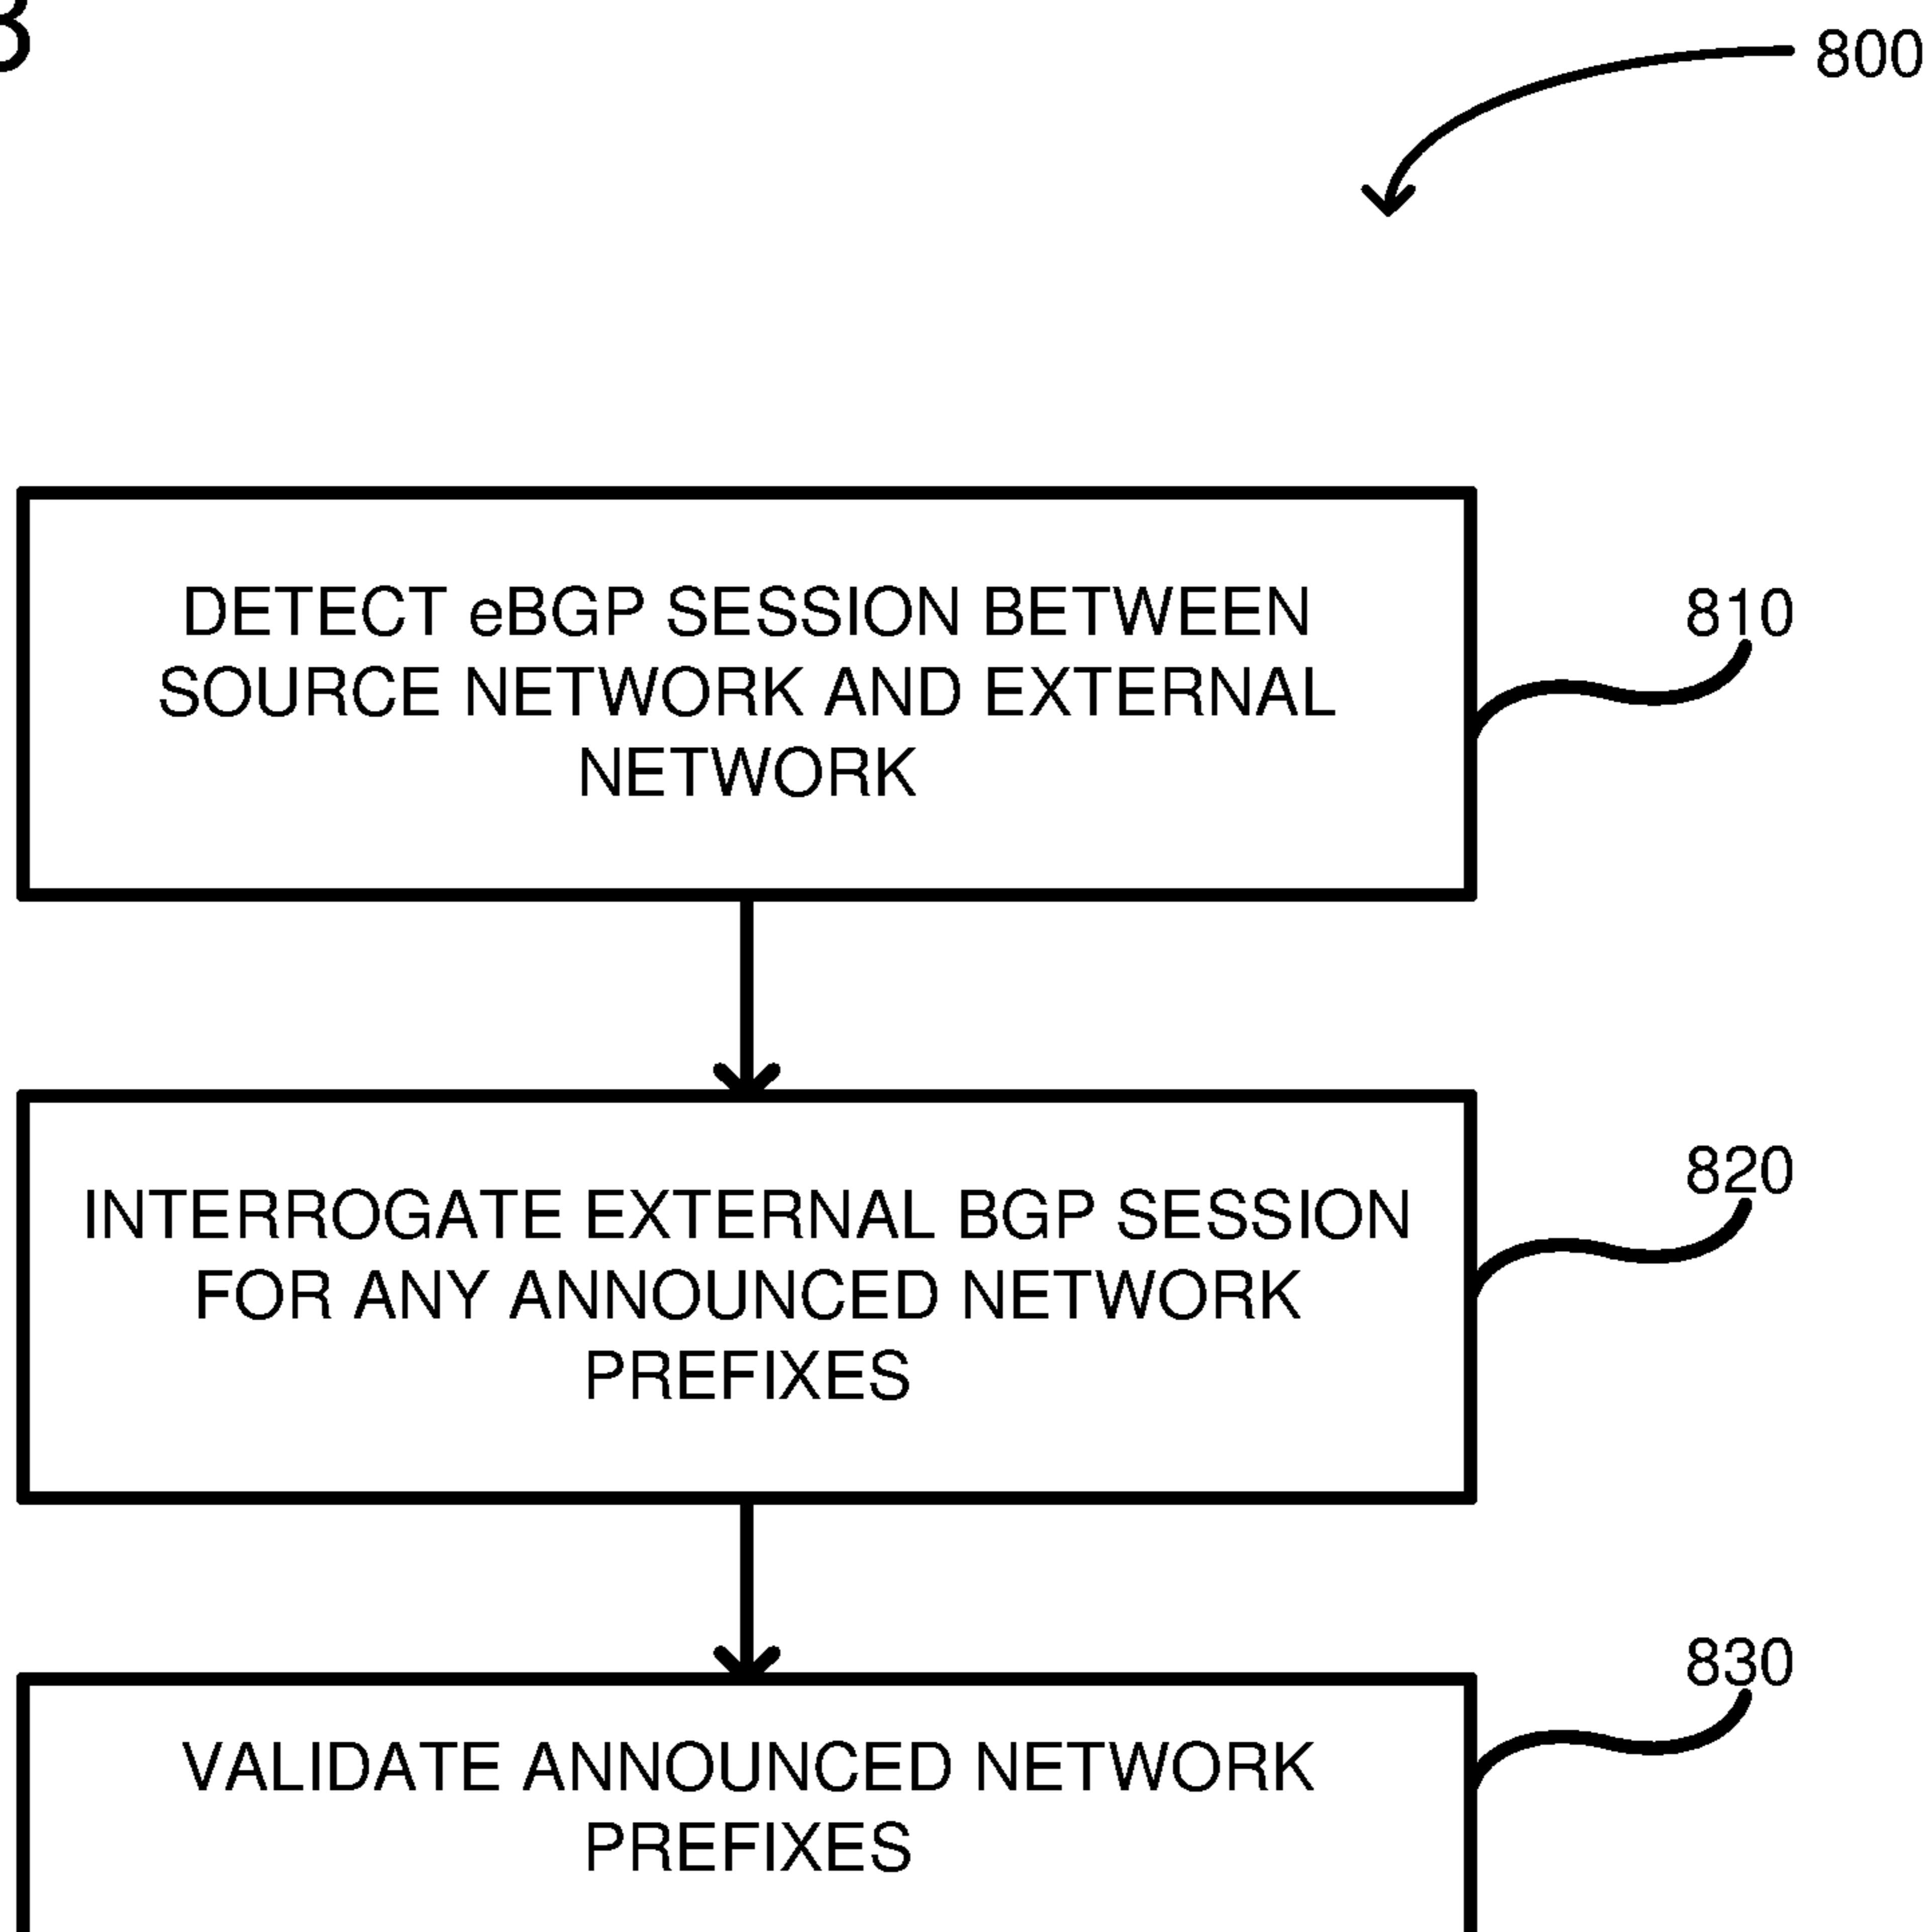 800
DETECT eBGP SESSION BETWEEN
SOURCE NETWORK AND EXTERNAL
NETWORK
810
INTERROGATE EXTERNAL BGP SESSION
FOR ANY ANNOUNCED NETWORK
PREFIXES
820
VALIDATE ANNOUNCED NETWORK
PREFIXES
830